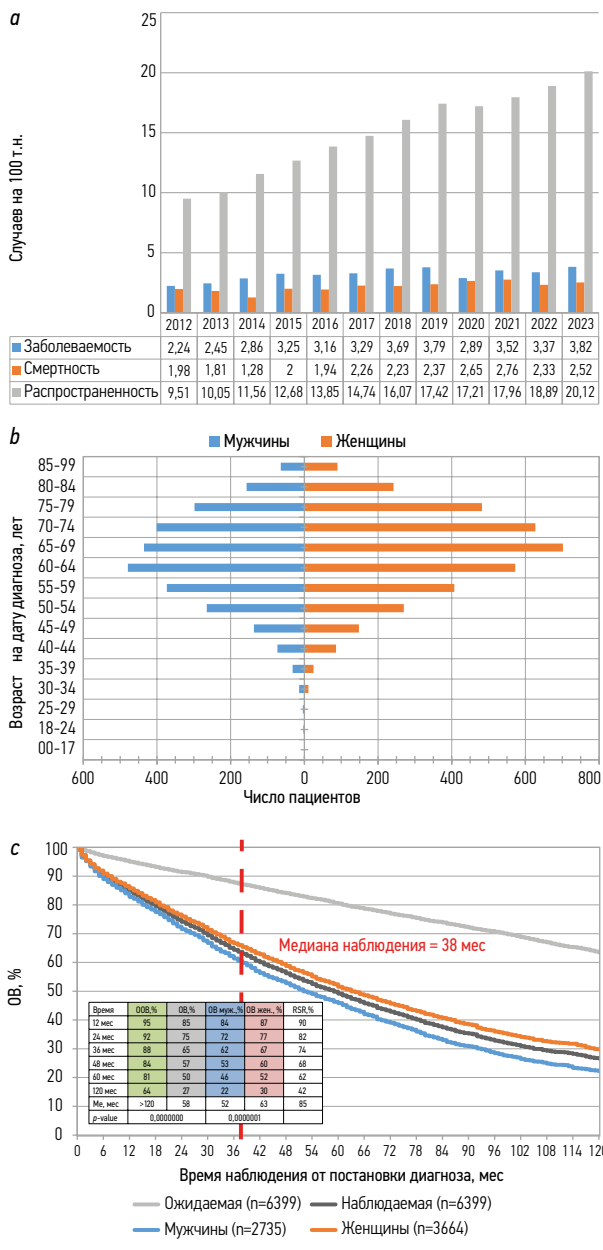 a
Случаев на 100 т.н.
25
20
15
10
5
0
2012 2013 2014 2015 2016 2017 2018 2019 2020 2021 2022 2023
Заболеваемость 2,24 2,45 2,86 3,25 3,16 3,29 3,69 3,79 2,89 3,52 3,37 3,82
Смертность 1,98 1,81 1,28 2 1,94 2,26 2,23 2,37 2,65 2,76 2,33 2,52
Распространенность 9,51 10,05 11,56 12,68 13,85 14,74 16,07 17,42 17,21 17,96 18,89 20,12
b
Мужчины Женщины
Возраст на дату диагноза, лет
85-99
80-84
75-79
70-74
65-69
60-64
55-59
50-54
45-49
40-44
35-39
30-34
25-29
18-24
00-17
600 400 200 0 200 400 600 800
Число пациентов
c
ОВ, %
100
90
80
70
60
50
40
30
20
10
0
Медиана наблюдения = 38 мес
Время ООВ,% ОВ,% ОВ муж.,% ОВ жен., % RSR,%
12 мес 95 85 84 87 90
24 мес 92 75 72 77 82
36 мес 88 65 62 67 74
48 мес 84 57 53 60 68
60 мес 81 50 46 52 62
120 мес 64 27 22 30 42
Ме, мес >120 58 52 63 85
p-value 0,0000000 0,0000001
0 6 12 18 24 30 36 42 48 54 60 66 72 78 84 90 96 102 108 114 120
Время наблюдения от постановки диагноза, мес
Ожидаемая (n=6399) Наблюдаемая (n=6399)
Мужчины (n=2735) Женщины (n=3664)